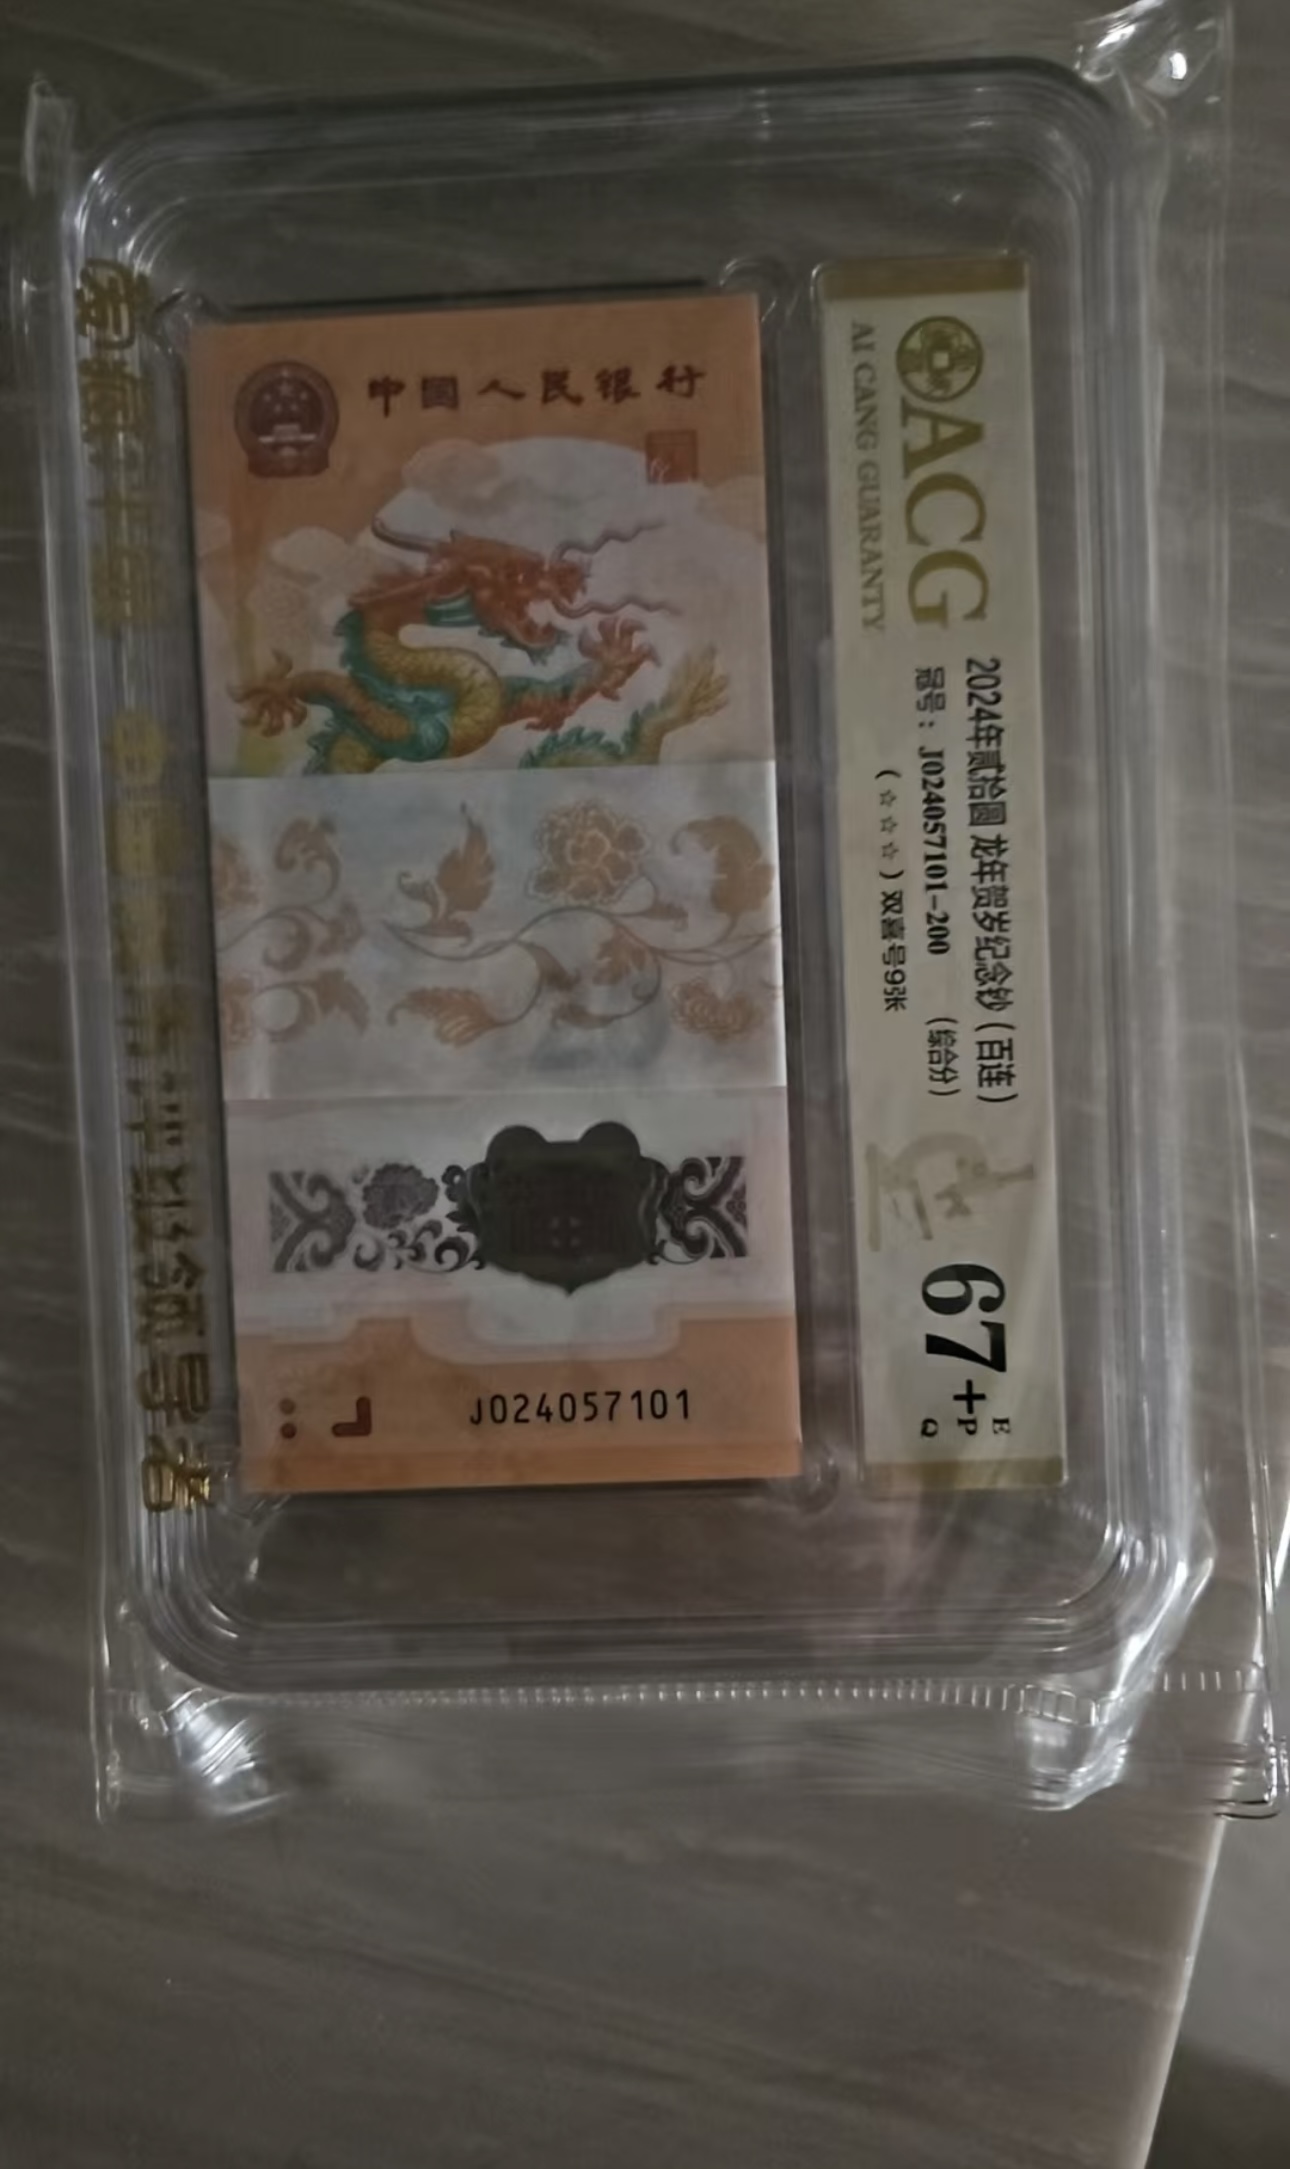 中国人民银行
J024057101
ACG
AI CANG GUARANTY
2024年贰拾圆 龙年贺岁纪念钞（百连）
冠号：J024057101-200 （综合分）
（☆☆☆☆）双喜号9张
67+
E
P
Q